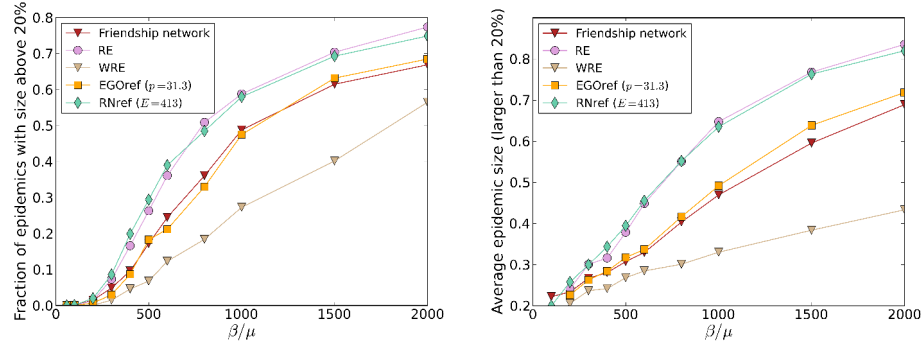 Fraction of epidemics with size above 20%
0.8
0.7
0.6
0.5
0.4
0.3
0.2
0.1
0.0
Friendship network
RE
WRE
EGOref (p=31.3)
RNref (E=413)
500
1000
1500
2000
β/μ
Average epidemic size (larger than 20%)
0.8
0.7
0.6
0.5
0.4
0.3
0.2
Friendship network
RE
WRE
EGOref (p=31.3)
RNref (E=413)
0
500
1000
1500
2000
β/μ